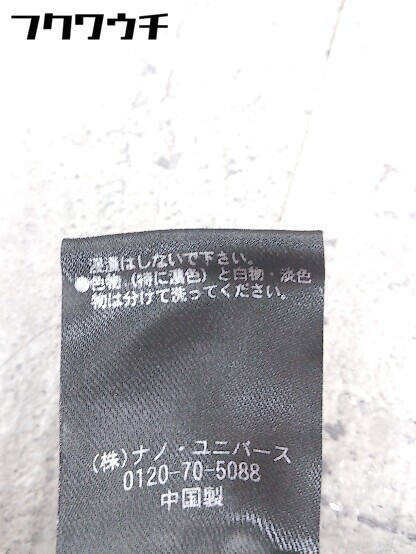 フクワウチ
浸漬はしないで下さい。
●色物（特に濃色）と白物・淡色
物は分けて洗ってください。
（株）ナノ・ユニバース
0120-70-5088
中国製